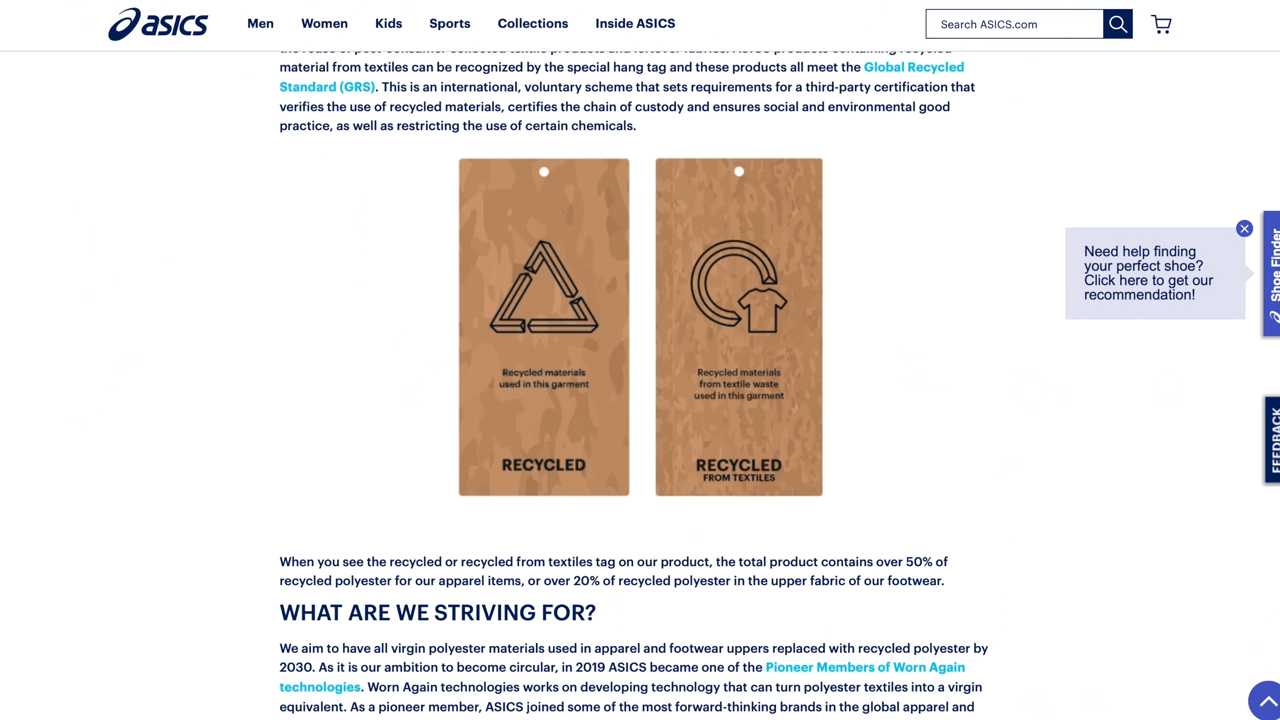 asics
Men Women Kids Sports Collections Inside ASICS
Search ASICS.com
material from textiles can be recognized by the special hang tag and these products all meet the Global Recycled
Standard (GRS). This is an international, voluntary scheme that sets requirements for a third-party certification that
verifies the use of recycled materials, certifies the chain of custody and ensures social and environmental good
practice, as well as restricting the use of certain chemicals.
Recycled materials
used in this garment
RECYCLED
Recycled materials
from textile waste
used in this garment
RECYCLED
FROM TEXTILES
Need help finding
your perfect shoe?
Click here to get our
recommendation!
Shoe Finder
FEEDBACK
When you see the recycled or recycled from textiles tag on our product, the total product contains over 50% of
recycled polyester for our apparel items, or over 20% of recycled polyester in the upper fabric of our footwear.
WHAT ARE WE STRIVING FOR?
We aim to have all virgin polyester materials used in apparel and footwear uppers replaced with recycled polyester by
2030. As it is our ambition to become circular, in 2019 ASICS became one of the Pioneer Members of Worn Again
technologies. Worn Again technologies works on developing technology that can turn polyester textiles into a virgin
equivalent. As a pioneer member, ASICS joined some of the most forward-thinking brands in the global apparel and